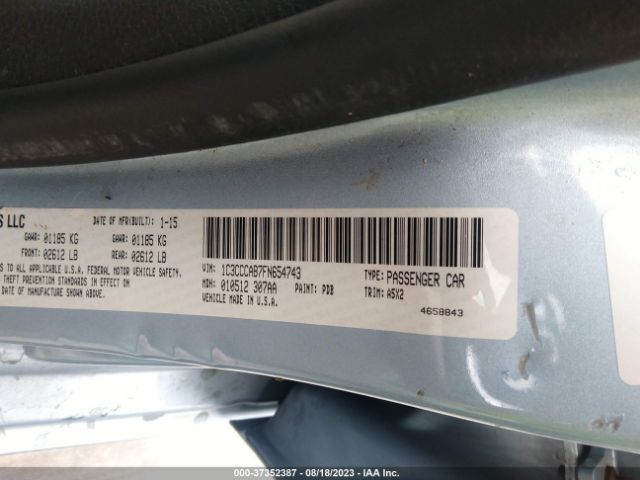 S LLC
DATE OF MFR(BUILT): 1-15
GAWR: 01185 KG GAWR: 01185 KG
FRONT: 02612 LB REAR: 02612 LB
S TO ALL APPLICABLE U.S.A. FEDERAL MOTOR VEHICLE SAFETY,
THEFT PREVENTION STANDARDS IN EFFECT ON
DATE OF MANUFACTURE SHOWN ABOVE.
VIN: 1C3CCCAB7FN654743 TYPE: PASSENGER CAR
MDH: 010512 307AA PAINT: PDB TRIM: A5X2
VEHICLE MADE IN U.S.A.
4658843
000-37352387 - 08/18/2023 - IAA Inc.